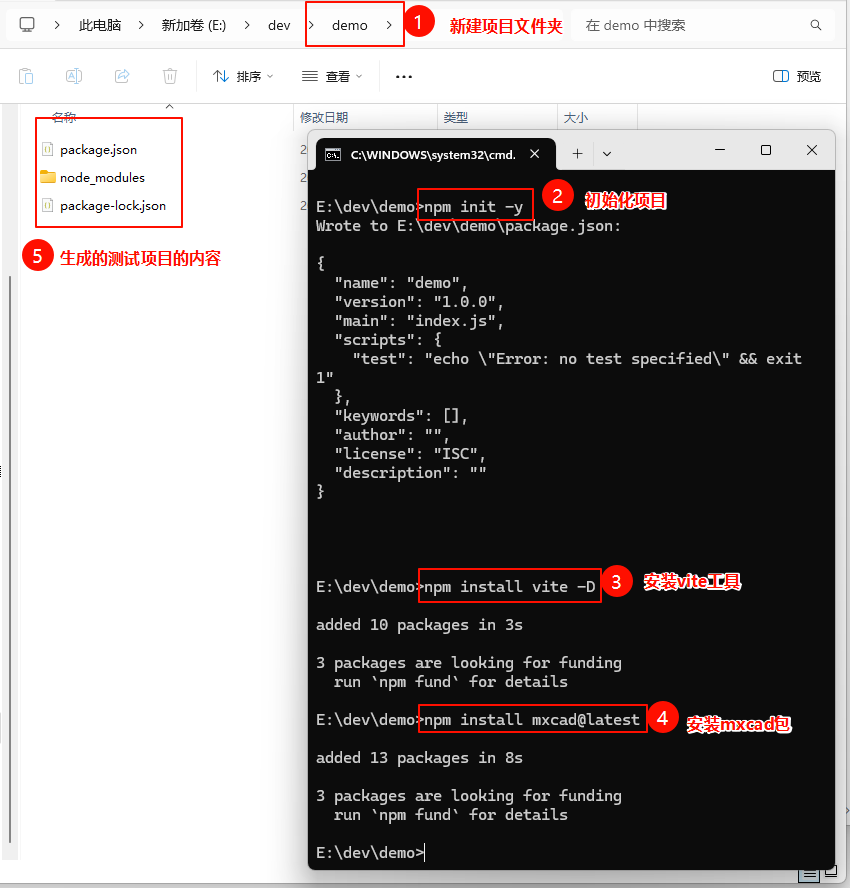 此电脑 > 新加卷 (E:) > dev > demo > 1 新建项目文件夹 在 demo 中搜索
排序 查看 ... 预览
名称 修改日期 类型 大小
package.json
node_modules
package-lock.json
5 生成的测试项目的内容
C:\WINDOWS\system32\cmd.
E:\dev\demo>npm init -y 2 初始化项目
Wrote to E:\dev\demo\package.json:
{
"name": "demo",
"version": "1.0.0",
"main": "index.js",
"scripts": {
"test": "echo \"Error: no test specified\" && exit
1"
},
"keywords": [],
"author": "",
"license": "ISC",
"description": ""
}
E:\dev\demo>npm install vite -D 3 安装vite工具
added 10 packages in 3s
3 packages are looking for funding
run `npm fund` for details
E:\dev\demo>npm install mxcad@latest 4 安装mxcad包
added 13 packages in 8s
3 packages are looking for funding
run `npm fund` for details
E:\dev\demo>